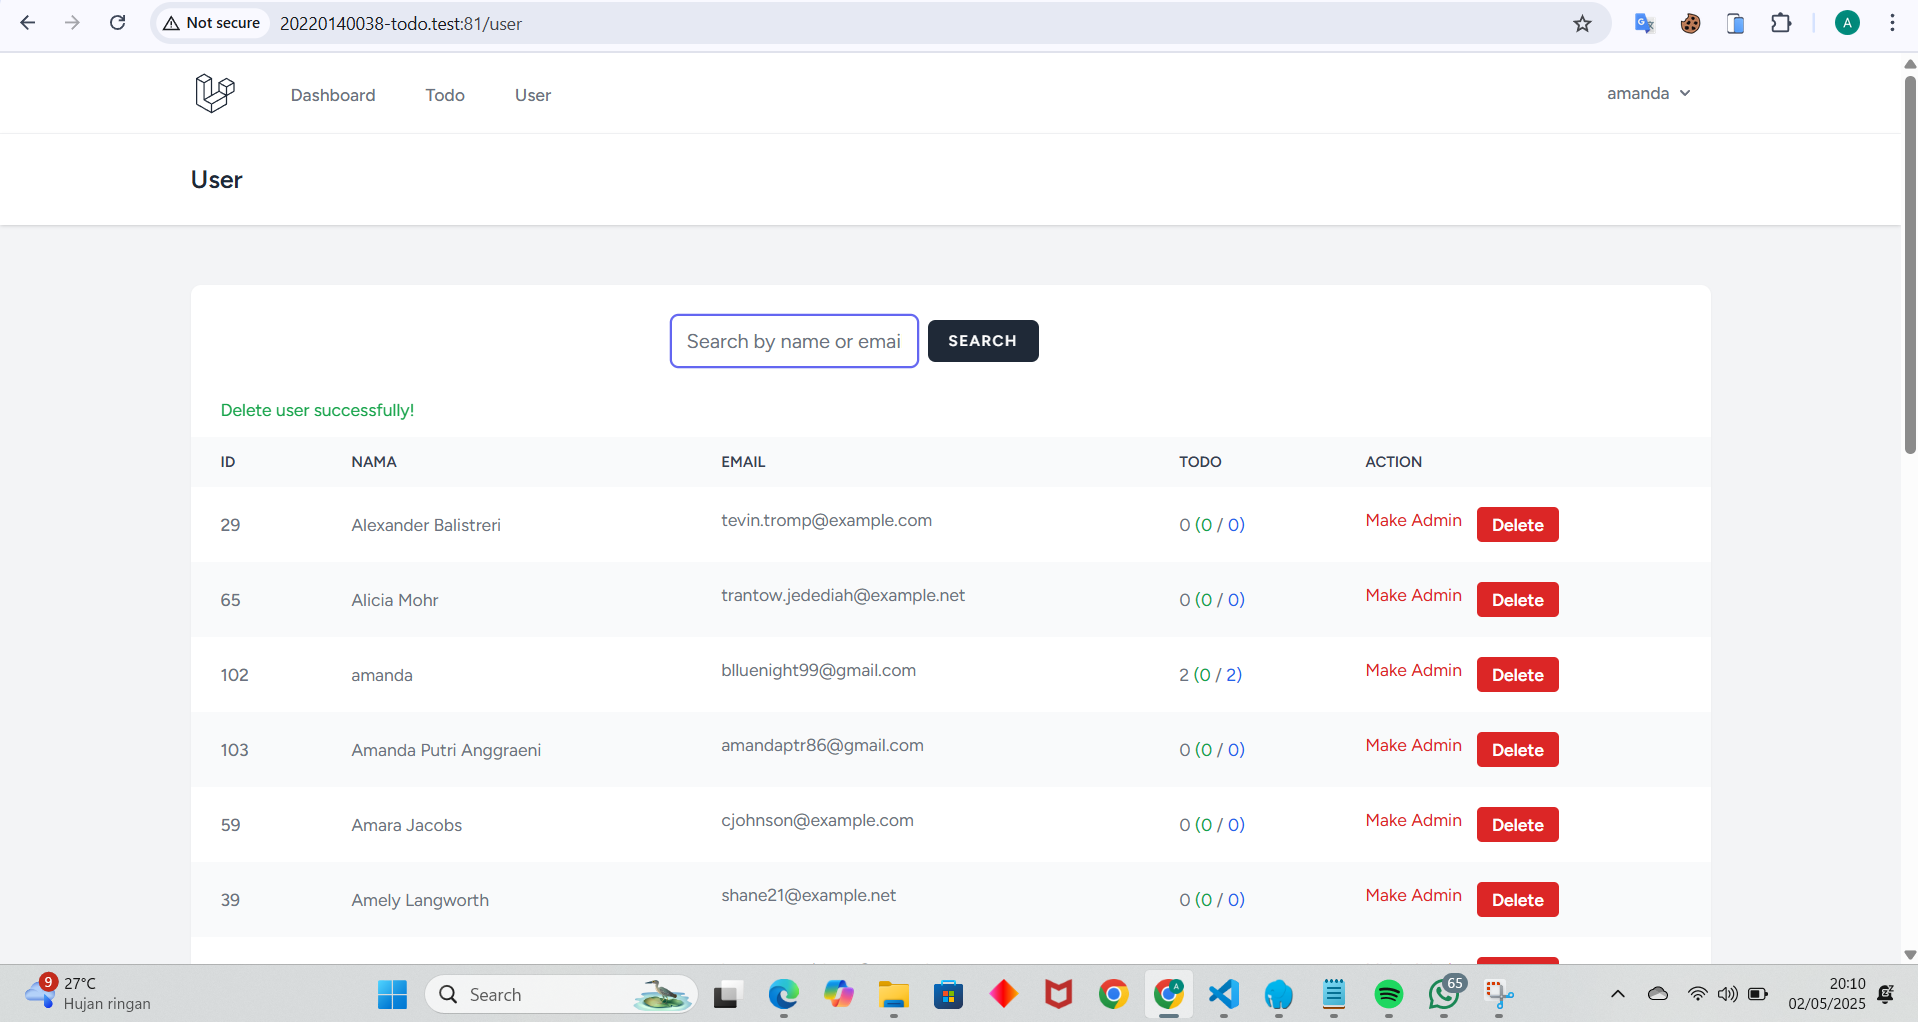 Not secure 20220140038-todo.test:81/user A
Dashboard Todo User amanda
User
Search by name or emai SEARCH
Delete user successfully!
ID NAMA EMAIL TODO ACTION
29 Alexander Balistreri tevin.tromp@example.com 0 (0 / 0) Make Admin Delete
65 Alicia Mohr trantow.jedediah@example.net 0 (0 / 0) Make Admin Delete
102 amanda blluenight99@gmail.com 2 (0 / 2) Make Admin Delete
103 Amanda Putri Anggraeni amandaptr86@gmail.com 0 (0 / 0) Make Admin Delete
59 Amara Jacobs cjohnson@example.com 0 (0 / 0) Make Admin Delete
39 Amely Langworth shane21@example.net 0 (0 / 0) Make Admin Delete
9 27°C Search 65 20:10
Hujan ringan 02/05/2025